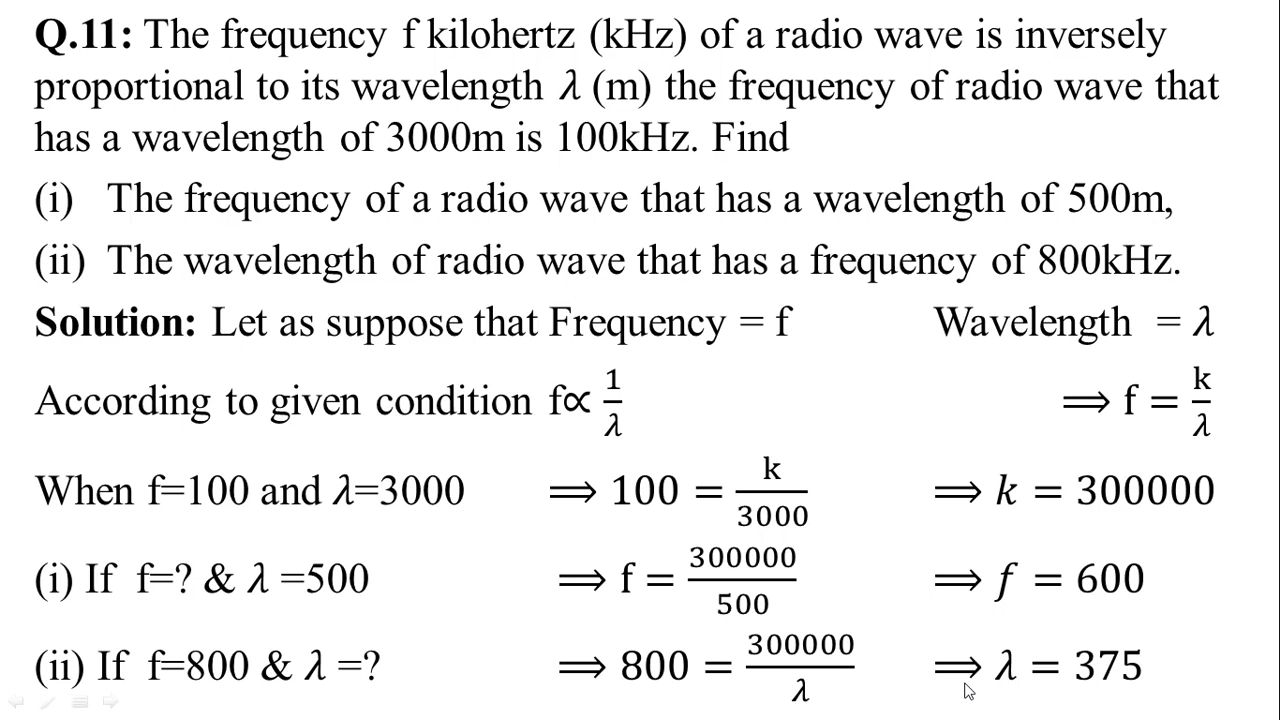 Q.11: The frequency f kilohertz (kHz) of a radio wave is inversely
proportional to its wavelength λ (m) the frequency of radio wave that
has a wavelength of 3000m is 100kHz. Find
(i) The frequency of a radio wave that has a wavelength of 500m,
(ii) The wavelength of radio wave that has a frequency of 800kHz.
Solution: Let as suppose that Frequency = f Wavelength = λ
According to given condition f∝ 1/λ ⟹ f = k/λ
When f=100 and λ=3000 ⟹ 100 = k/3000 ⟹ k = 300000
(i) If f=? & λ =500 ⟹ f = 300000/500 ⟹ f = 600
(ii) If f=800 & λ =? ⟹ 800 = 300000/λ ⟹ λ = 375